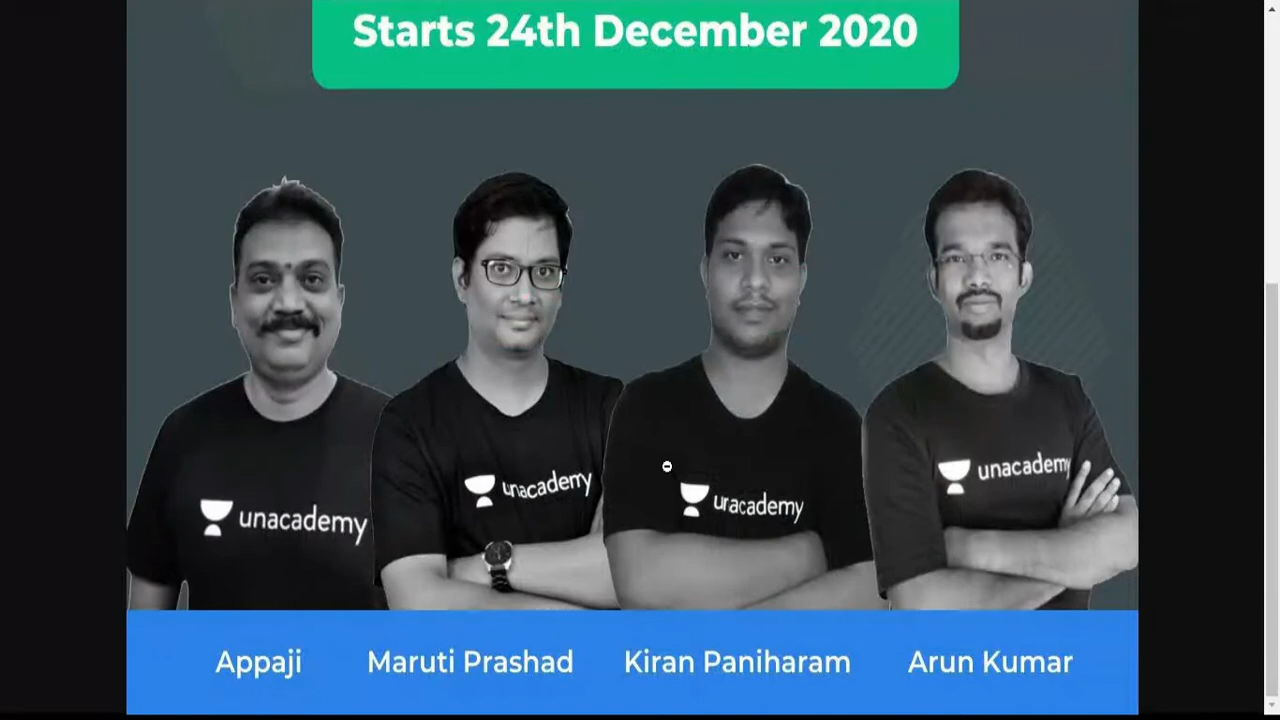 Starts 24th December 2020
unacademy
unacademy
unacademy
unacademy
Appaji
Maruti Prashad
Kiran Paniharam
Arun Kumar